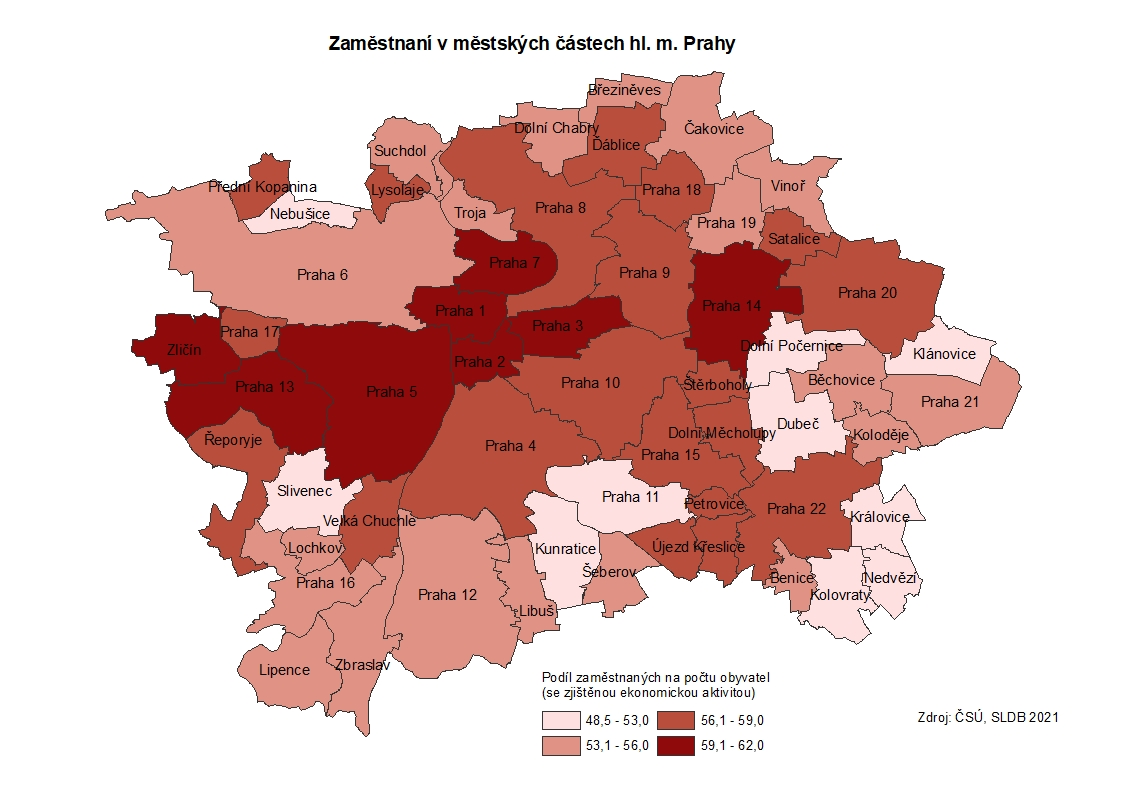 Zaměstnaní v městských částech hl. m. Prahy
Březiněves
Dolní Chabry
Čakovice
Ďáblice
Suchdol
Přední Kopanina
Lysolaje
Praha 18
Vinoř
Nebušice
Troja
Praha 8
Praha 19
Satalice
Praha 6
Praha 7
Praha 9
Praha 20
Praha 1
Praha 14
Praha 17
Praha 3
Zličín
Dolní Počernice
Klánovice
Praha 2
Praha 13
Praha 5
Praha 10
Štěrboholy
Běchovice
Praha 21
Řeporyje
Praha 4
Dolní Měcholupy
Dubeč
Koloděje
Praha 15
Slivenec
Praha 11
Petrovice
Praha 22
Královice
Velká Chuchle
Lochkov
Kunratice
Újezd
Křeslice
Šeberov
Benice
Nedvězí
Praha 16
Praha 12
Kolovraty
Libuš
Lipence
Zbraslav
Podíl zaměstnaných na počtu obyvatel
(se zjištěnou ekonomickou aktivitou)
48,5 - 53,0
56,1 - 59,0
53,1 - 56,0
59,1 - 62,0
Zdroj: ČSÚ, SLDB 2021